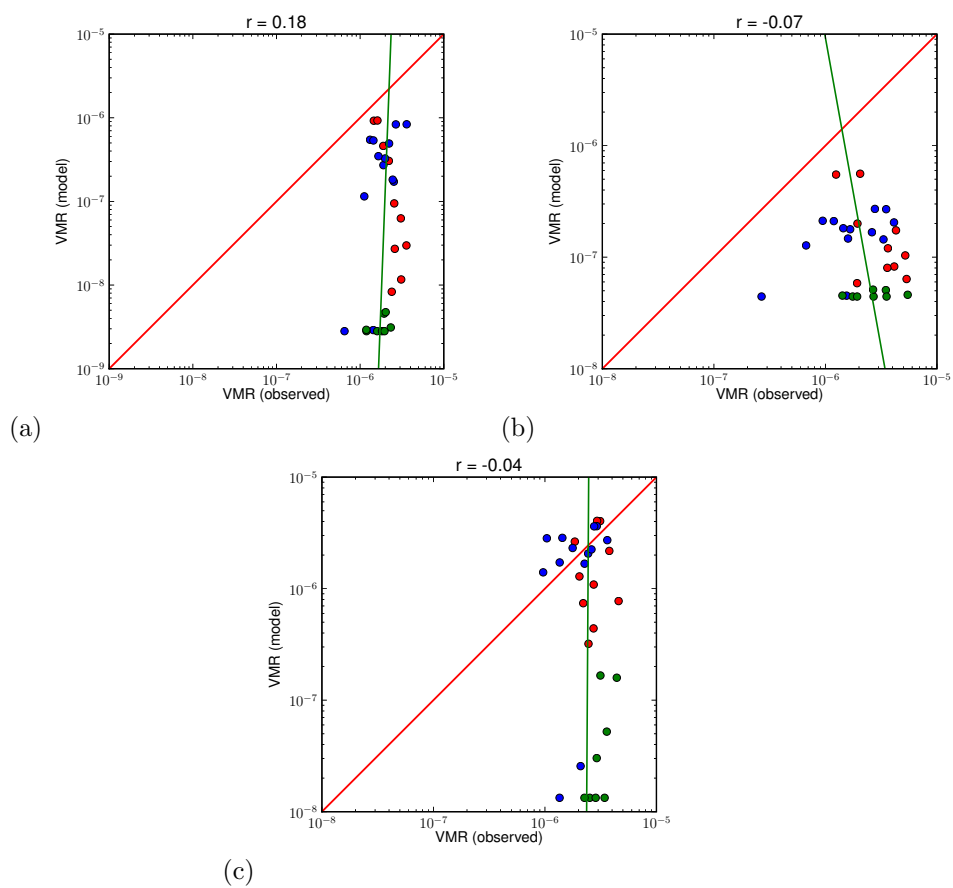 r = 0.18
10⁻⁵
10⁻⁶
10⁻⁷
10⁻⁸
10⁻⁹
VMR (model)
10⁻⁹ 10⁻⁸ 10⁻⁷ 10⁻⁶ 10⁻⁵
VMR (observed)
(a)
r = -0.07
10⁻⁵
10⁻⁶
10⁻⁷
10⁻⁸
VMR (model)
10⁻⁸ 10⁻⁷ 10⁻⁶ 10⁻⁵
VMR (observed)
(b)
r = -0.04
10⁻⁵
10⁻⁶
10⁻⁷
10⁻⁸
VMR (model)
10⁻⁸ 10⁻⁷ 10⁻⁶ 10⁻⁵
VMR (observed)
(c)